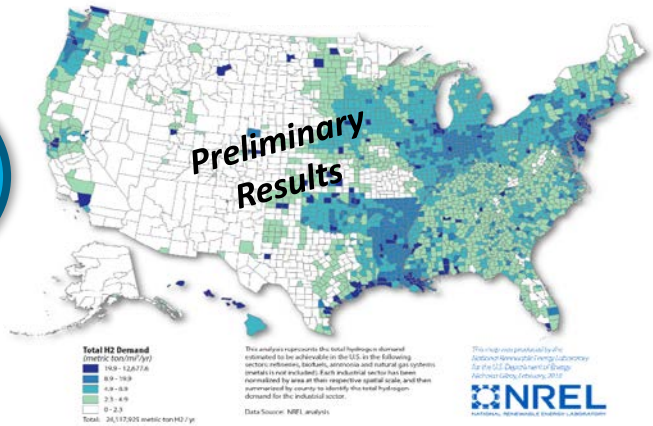 Preliminary
Results
Total H2 Demand
(metric ton/mi²/yr)
19.9 - 12,677.6
8.9 - 19.9
4.9 - 8.9
2.3 - 4.9
0 - 2.3
Total:
metric ton H2 / yr
This analysis represents the total hydrogen demand
estimated to be achievable in the U.S. in the following
sectors: refineries, biofuels, ammonia and natural gas systems
(metals is not included). Each industrial sector has been
normalized by area at their respective spatial scale, and then
summarized by county to identify the total hydrogen
demand for the industrial sector.
Data Source: NREL analysis
This map was produced by the
National Renewable Energy Laboratory
for the U.S. Department of Energy.
NREL
NATIONAL RENEWABLE ENERGY LABORATORY